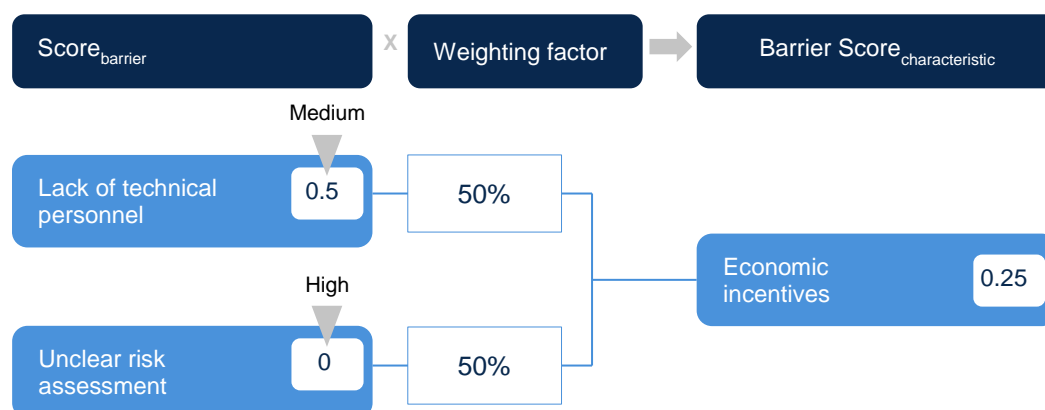 Score_barrier
X
Weighting factor
Barrier Score_characteristic
Medium
Lack of technical
personnel
0.5
50%
Economic
incentives
0.25
High
Unclear risk
assessment
0
50%